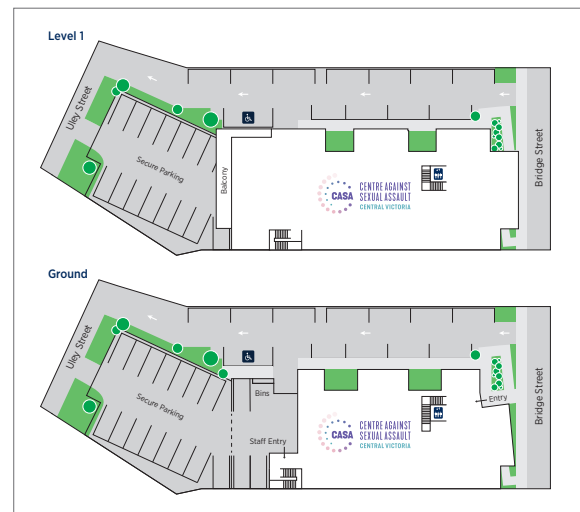 Level 1
Uley Street
Secure Parking
Balcony
CASA
CENTRE AGAINST
SEXUAL ASSAULT
CENTRAL VICTORIA
Bridge Street
Ground
Uley Street
Secure Parking
Bins
Staff Entry
CASA
CENTRE AGAINST
SEXUAL ASSAULT
CENTRAL VICTORIA
Entry
Bridge Street